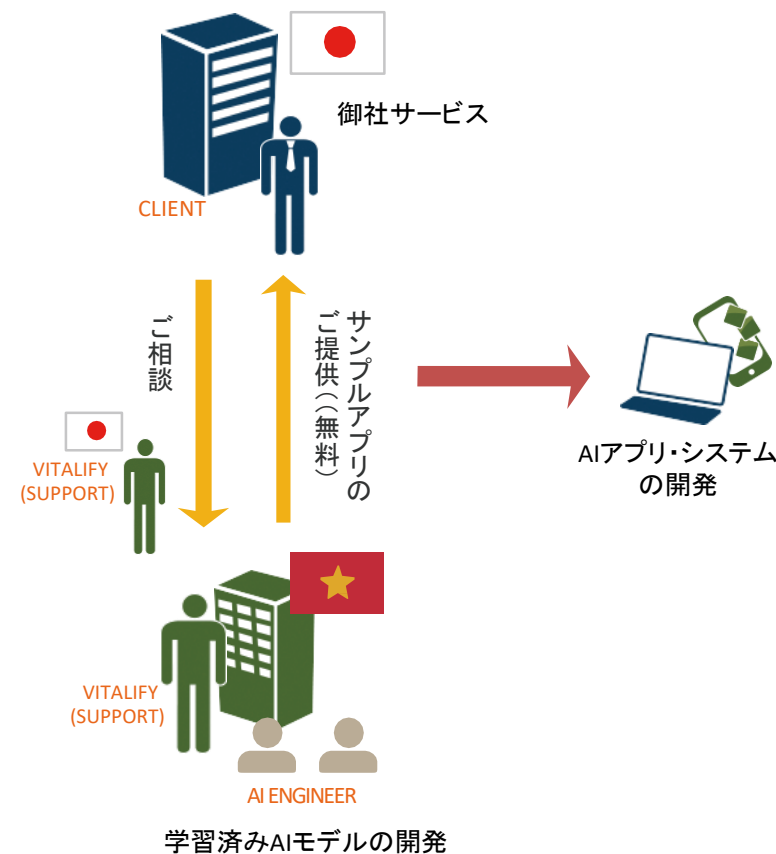 御社サービス
CLIENT
ご相談
サンプルアプリの
ご提供((無料)
VITALIFY
(SUPPORT)
AIアプリ・システム
の開発
VITALIFY
(SUPPORT)
AI ENGINEER
学習済みAIモデルの開発